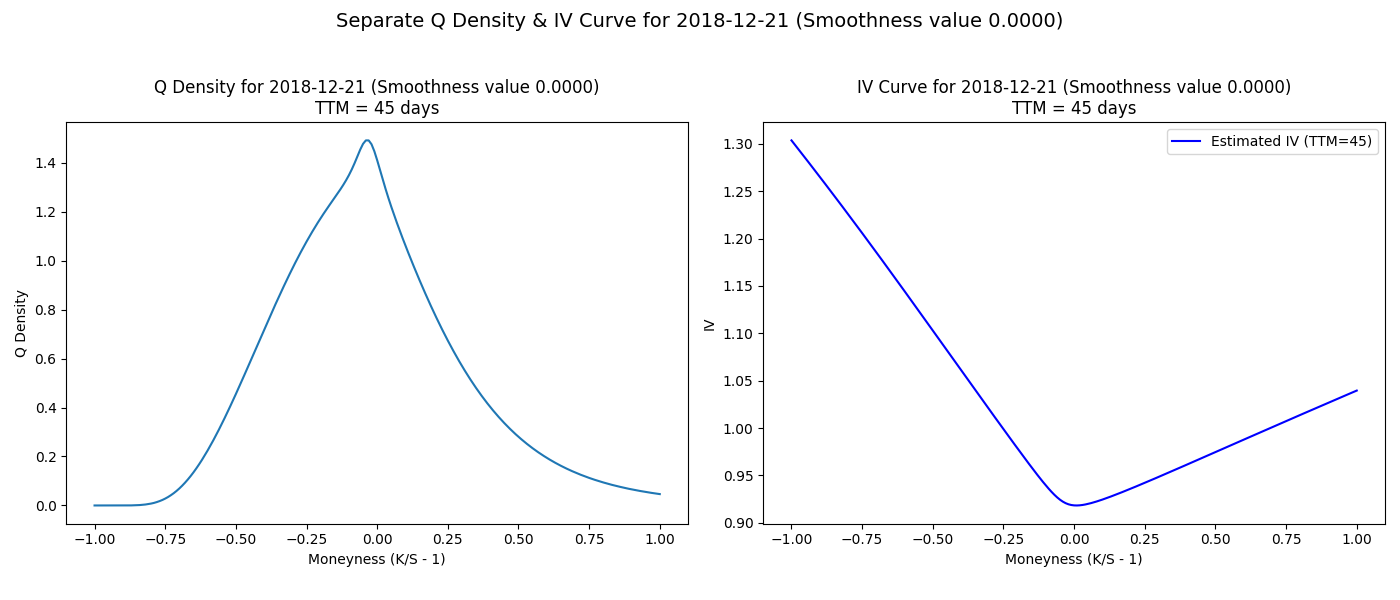 Separate Q Density & IV Curve for 2018-12-21 (Smoothness value 0.0000)
Q Density for 2018-12-21 (Smoothness value 0.0000)
TTM = 45 days
1.4
1.2
1.0
0.8
0.6
0.4
0.2
0.0
Q Density
−1.00 −0.75 −0.50 −0.25 0.00 0.25 0.50 0.75 1.00
Moneyness (K/S - 1)
IV Curve for 2018-12-21 (Smoothness value 0.0000)
TTM = 45 days
Estimated IV (TTM=45)
1.30
1.25
1.20
1.15
1.10
1.05
1.00
0.95
0.90
IV
−1.00 −0.75 −0.50 −0.25 0.00 0.25 0.50 0.75 1.00
Moneyness (K/S - 1)